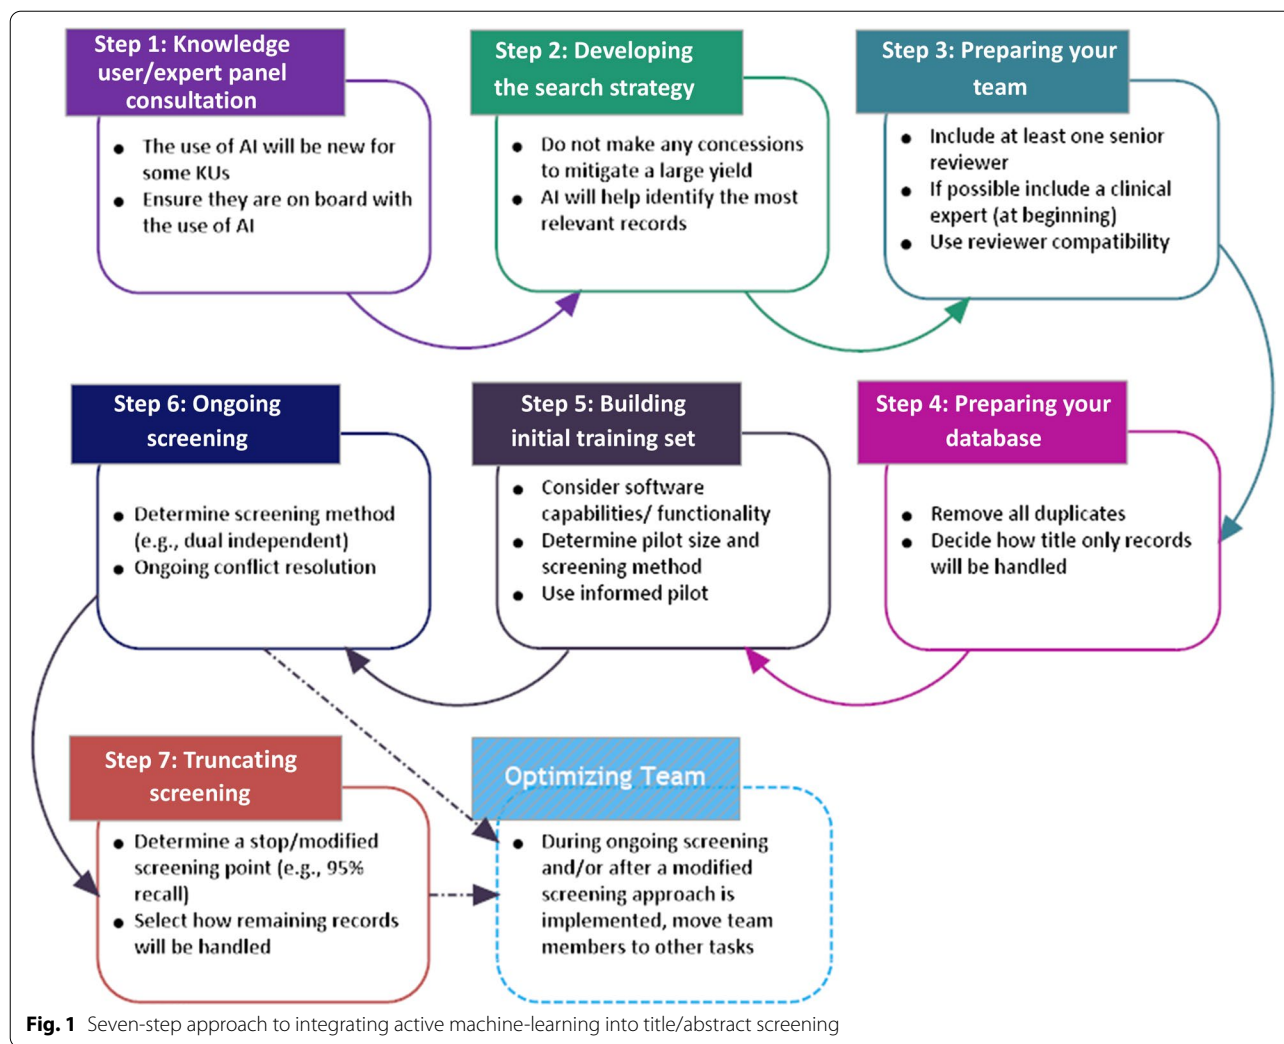 Step 1: Knowledge
user/expert panel
consultation
● The use of AI will be new for
some KUs
● Ensure they are on board with
the use of AI
Step 2: Developing
the search strategy
● Do not make any concessions
to mitigate a large yield
● AI will help identify the most
relevant records
Step 3: Preparing your
team
● Include at least one senior
reviewer
● If possible include a clinical
expert (at beginning)
● Use reviewer compatibility
Step 4: Preparing your
database
● Remove all duplicates
● Decide how title only records
will be handled
Step 5: Building
initial training set
● Consider software
capabilities/ functionality
● Determine pilot size and
screening method
● Use informed pilot
Step 6: Ongoing
screening
● Determine screening method
(e.g., dual independent)
● Ongoing conflict resolution
Step 7: Truncating
screening
● Determine a stop/modified
screening point (e.g., 95%
recall)
● Select how remaining records
will be handled
Optimizing Team
● During ongoing screening
and/or after a modified
screening approach is
implemented, move team
members to other tasks
Fig. 1 Seven-step approach to integrating active machine-learning into title/abstract screening